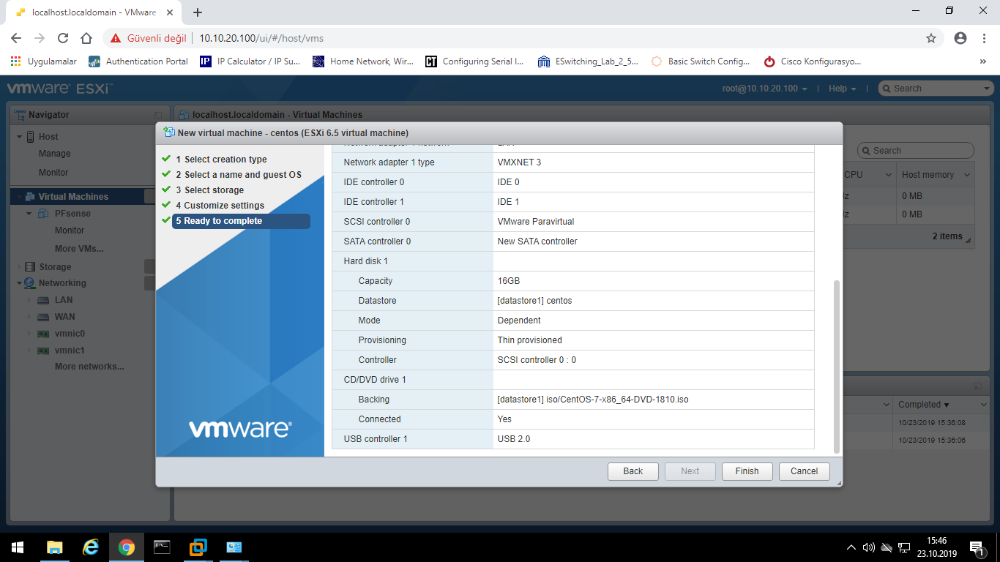 localhost.localdomain - VMware
Güvenli değil
10.10.20.100/ui/#/host/vms
Uygulamalar
Authentication Portal
IP
IP Calculator / IP Su...
Home Network, Wir...
CT
Configuring Serial I...
ESwitching_Lab_2_5...
Basic Switch Config...
Cisco Konfigurasyo...
»
vmware ESXi
root@10.10.20.100
Help
Search
Navigator
localhost.localdomain - Virtual Machines
Host
Manage
Monitor
Virtual Machines
PFsense
Monitor
More VMs...
Storage
Networking
LAN
WAN
vmnic0
vmnic1
More networks...
New virtual machine - centos (ESXi 6.5 virtual machine)
1 Select creation type
2 Select a name and guest OS
3 Select storage
4 Customize settings
5 Ready to complete
vmware
Network adapter 1 type VMXNET 3
IDE controller 0 IDE 0
IDE controller 1 IDE 1
SCSI controller 0 VMware Paravirtual
SATA controller 0 New SATA controller
Hard disk 1
Capacity 16GB
Datastore [datastore1] centos
Mode Dependent
Provisioning Thin provisioned
Controller SCSI controller 0 : 0
CD/DVD drive 1
Backing [datastore1] iso/CentOS-7-x86_64-DVD-1810.iso
Connected Yes
USB controller 1 USB 2.0
Back
Next
Finish
Cancel
Search
CPU Host memory
0 MB
0 MB
2 items
Completed ▼
10/23/2019 15:36:08
10/23/2019 15:36:06
15:46
23.10.2019
1